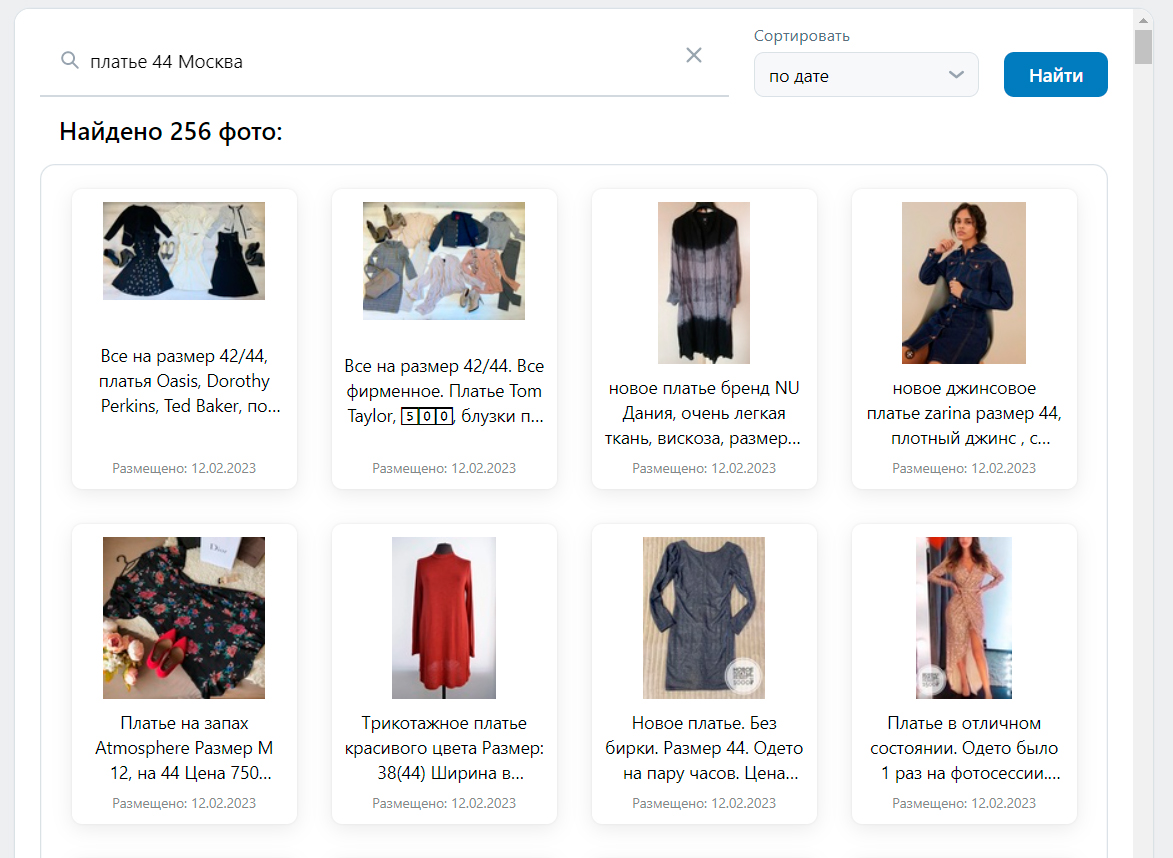 Сортировать
платье 44 Москва
по дате
Найти
Найдено 256 фото:
Все на размер 42/44,
платья Oasis, Dorothy
Perkins, Ted Baker, по...
Размещено: 12.02.2023
Все на размер 42/44. Все
фирменное. Платье Tom
Taylor, 5️⃣0️⃣0️⃣, блузки п...
Размещено: 12.02.2023
новое платье бренд NU
Дания, очень легкая
ткань, вискоза, размер...
Размещено: 12.02.2023
новое джинсовое
платье zarina размер 44,
плотный джинс , с...
Размещено: 12.02.2023
Dior
Платье на запах
Atmosphere Размер М
12, на 44 Цена 750...
Размещено: 12.02.2023
Трикотажное платье
красивого цвета Размер:
38(44) Ширина в...
Размещено: 12.02.2023
Новое платье. Без
бирки. Размер 44. Одето
на пару часов. Цена...
Размещено: 12.02.2023
Платье в отличном
состоянии. Одето было
1 раз на фотосессии....
Размещено: 12.02.2023